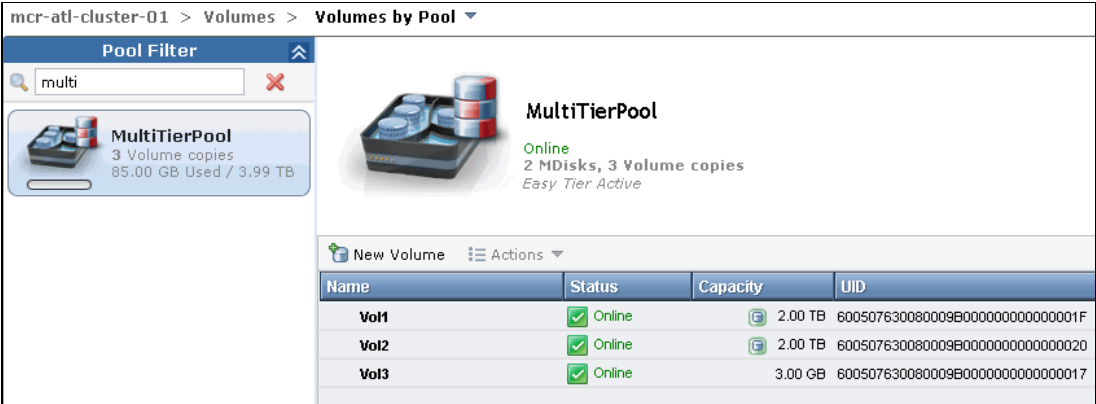 mcr-atl-cluster-01 > Volumes > Volumes by Pool
Pool Filter
multi
MultiTierPool
3 Volume copies
85.00 GB Used / 3.99 TB
MultiTierPool
Online
2 MDisks, 3 Volume copies
Easy Tier Active
New Volume Actions
Name Status Capacity UID
Vol1 Online 2.00 TB 600507630080009B000000000000001F
Vol2 Online 2.00 TB 600507630080009B0000000000000020
Vol3 Online 3.00 GB 600507630080009B0000000000000017